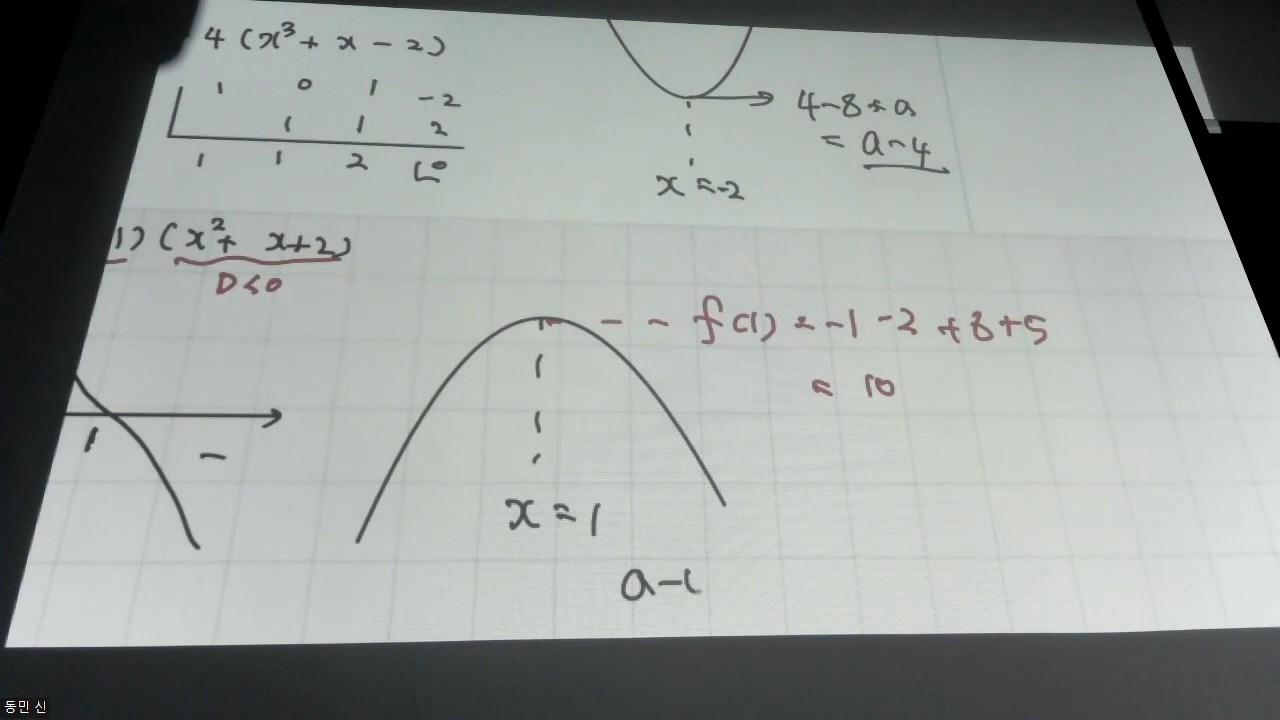 4 (x³ + x - 2)
1 0 1 -2
1 1 2
1 1 2 0
4-8+a
= a-4
x = -2
1) (x² + x+2)
D<0
f(1) = -1 -2 +8+5
= 10
1 -
x = 1
a-
동민 신